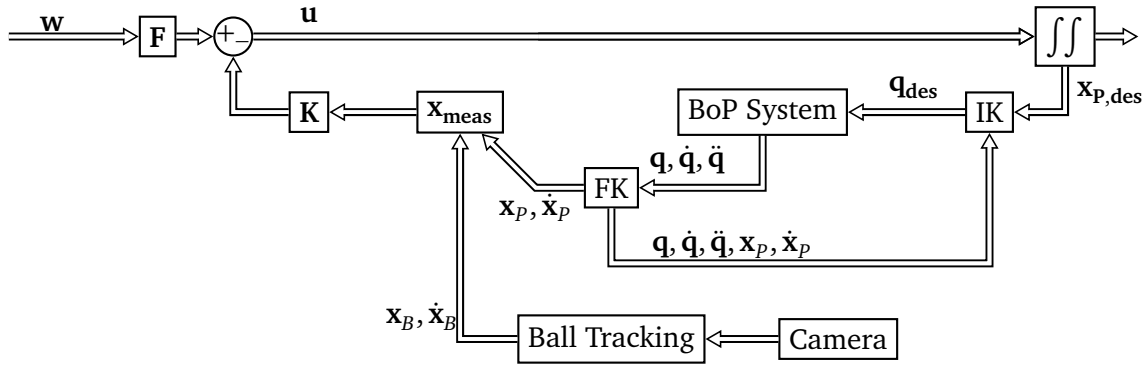 w
F
+
−
u
∫∫
x_P,des
q_des
IK
BoP System
x_meas
K
q, q̇, q̈
FK
x_P, ẋ_P
q, q̇, q̈, x_P, ẋ_P
x_B, ẋ_B
Ball Tracking
Camera